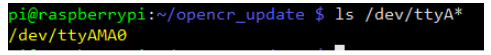 pi@raspberrypi:~/opencr_update $ ls /dev/ttyA*
/dev/ttyAMA0